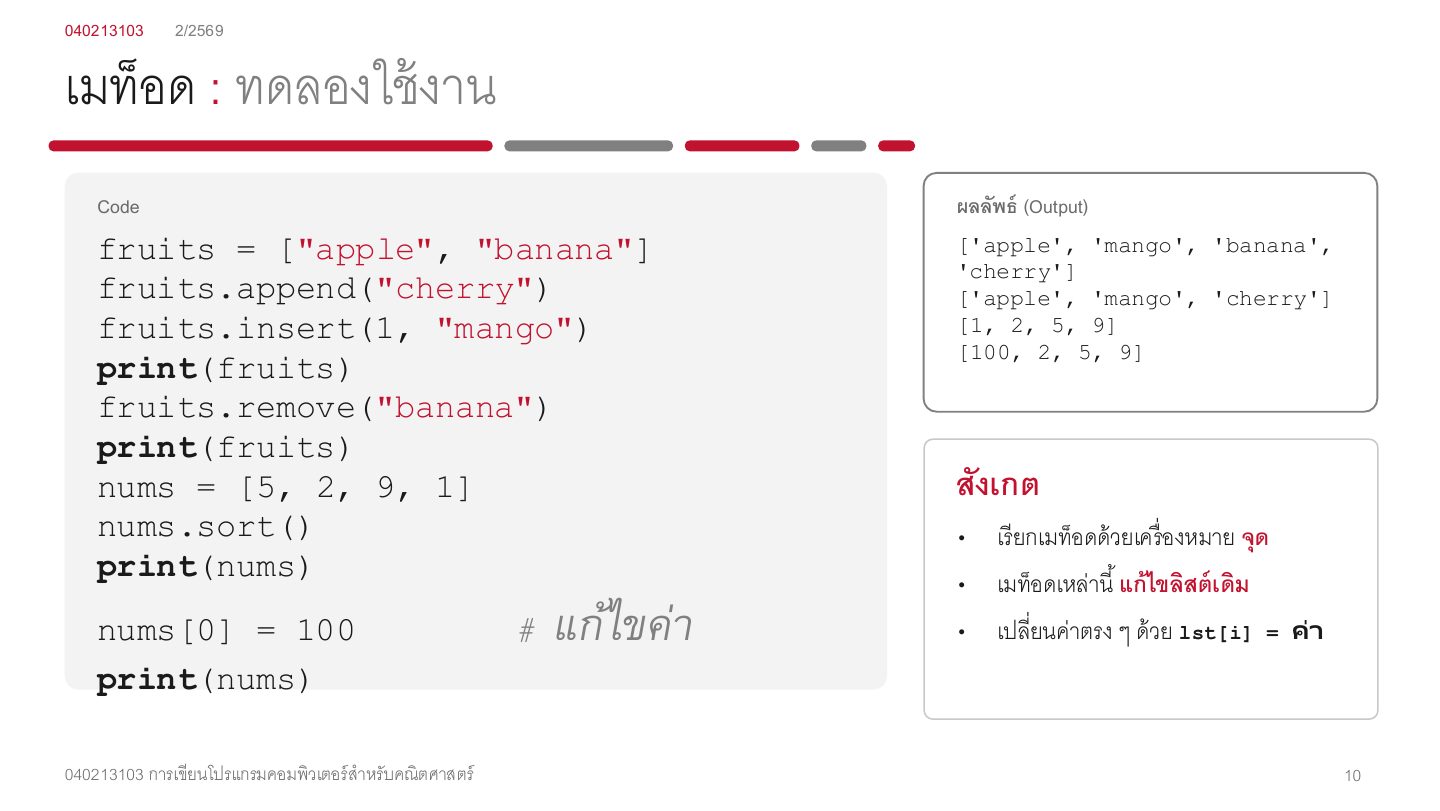 040213103 2/2569
เมท็อด : ทดลองใช้งาน
Code
fruits = ["apple", "banana"]
fruits.append("cherry")
fruits.insert(1, "mango")
print(fruits)
fruits.remove("banana")
print(fruits)
nums = [5, 2, 9, 1]
nums.sort()
print(nums)
nums[0] = 100 # แก้ไขค่า
print(nums)
ผลลัพธ์ (Output)
['apple', 'mango', 'banana',
'cherry']
['apple', 'mango', 'cherry']
[1, 2, 5, 9]
[100, 2, 5, 9]
สังเกต
• เรียกเมท็อดด้วยเครื่องหมาย จุด
• เมท็อดเหล่านี้ แก้ไขลิสต์เดิม
• เปลี่ยนค่าตรง ๆ ด้วย lst[i] = ค่า
040213103 การเขียนโปรแกรมคอมพิวเตอร์สำหรับคณิตศาสตร์
10